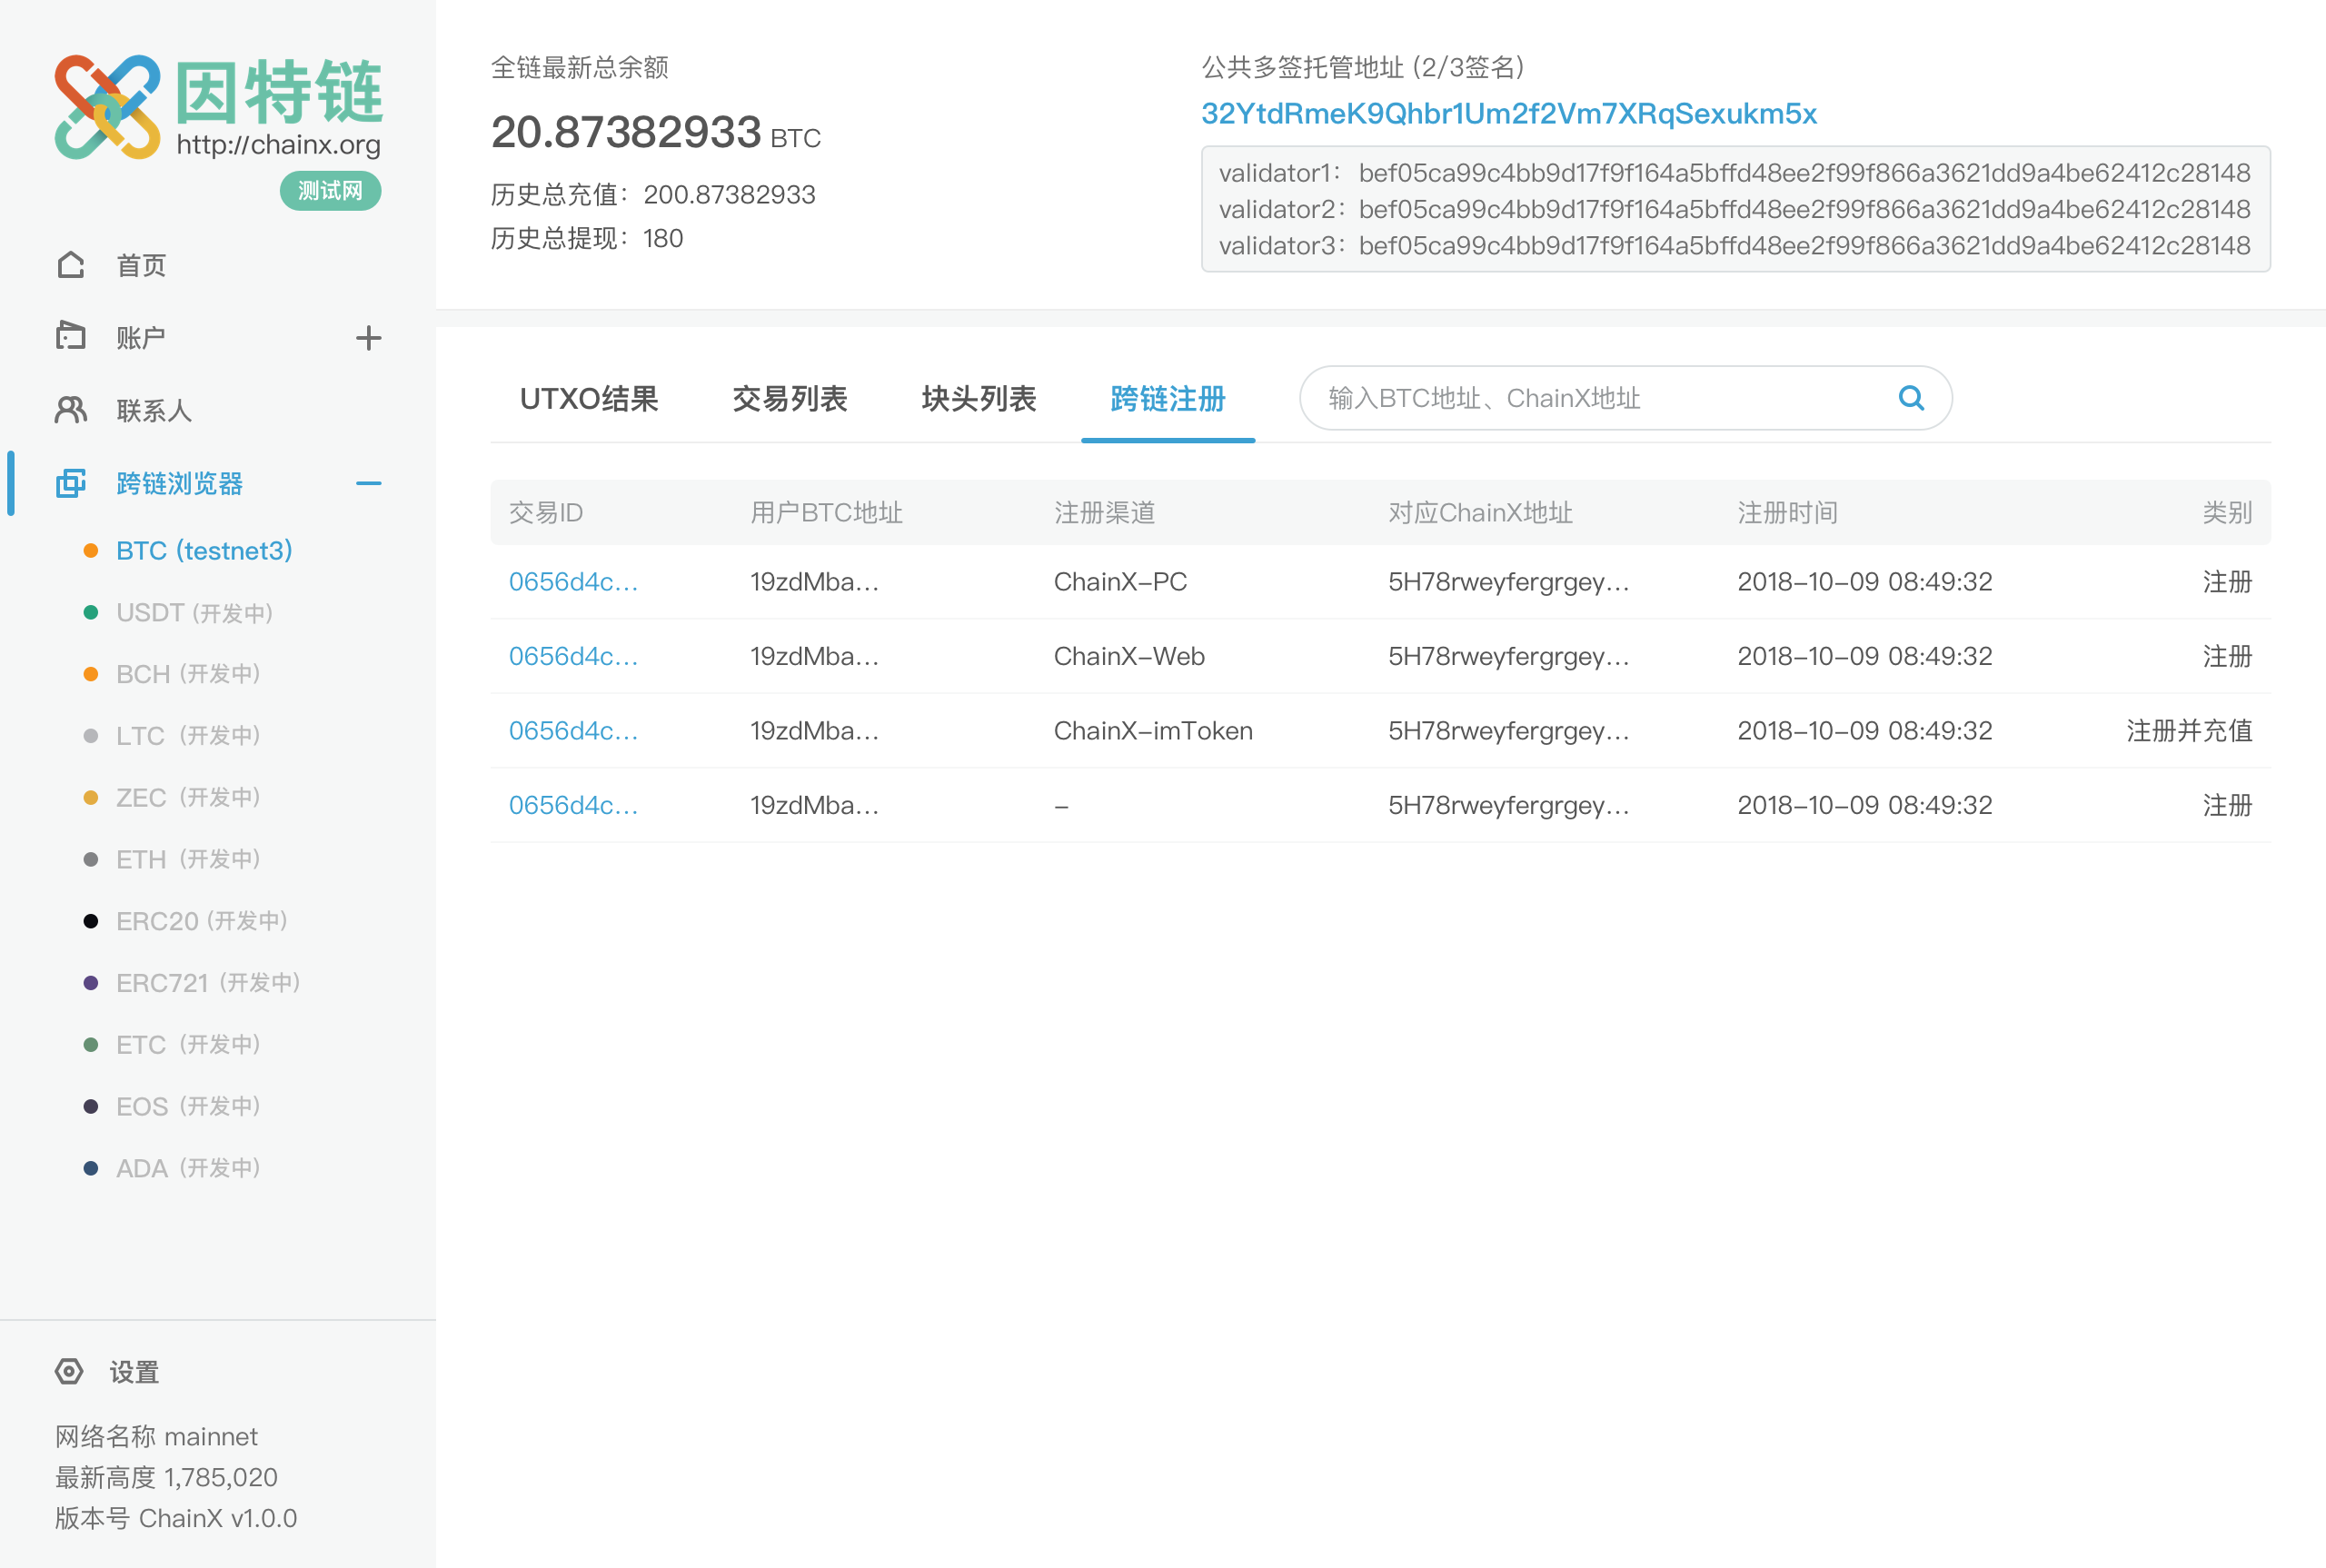 因特链
http://chainx.org
测试网
首页
账户
联系人
跨链浏览器
BTC (testnet3)
USDT (开发中)
BCH (开发中)
LTC (开发中)
ZEC (开发中)
ETH (开发中)
ERC20 (开发中)
ERC721 (开发中)
ETC (开发中)
EOS (开发中)
ADA (开发中)
设置
网络名称 mainnet
最新高度 1,785,020
版本号 ChainX v1.0.0
全链最新总余额
20.87382933 BTC
历史总充值：200.87382933
历史总提现：180
公共多签托管地址 (2/3签名)
32YtdRmeK9Qhbr1Um2f2Vm7XRqSexukm5x
validator1： bef05ca99c4bb9d17f9f164a5bffd48ee2f99f866a3621dd9a4be62412c28148
validator2：bef05ca99c4bb9d17f9f164a5bffd48ee2f99f866a3621dd9a4be62412c28148
validator3：bef05ca99c4bb9d17f9f164a5bffd48ee2f99f866a3621dd9a4be62412c28148
UTXO结果 交易列表 块头列表 跨链注册 输入BTC地址、ChainX地址
交易ID 用户BTC地址 注册渠道 对应ChainX地址 注册时间 类别
0656d4c... 19zdMba... ChainX-PC 5H78rweyfergrgey... 2018-10-09 08:49:32 注册
0656d4c... 19zdMba... ChainX-Web 5H78rweyfergrgey... 2018-10-09 08:49:32 注册
0656d4c... 19zdMba... ChainX-imToken 5H78rweyfergrgey... 2018-10-09 08:49:32 注册并充值
0656d4c... 19zdMba... - 5H78rweyfergrgey... 2018-10-09 08:49:32 注册